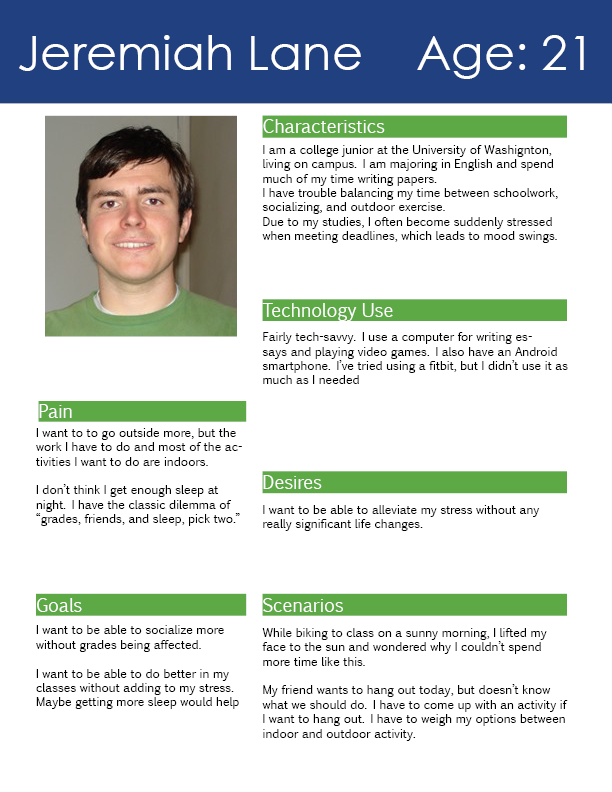 Jeremiah Lane Age: 21
Characteristics
I am a college junior at the University of Washignton,
living on campus. I am majoring in English and spend
much of my time writing papers.
I have trouble balancing my time between schoolwork,
socializing, and outdoor exercise.
Due to my studies, I often become suddenly stressed
when meeting deadlines, which leads to mood swings.
Technology Use
Fairly tech-savvy. I use a computer for writing es-
says and playing video games. I also have an Android
smartphone. I've tried using a fitbit, but I didn't use it as
much as I needed
Pain
I want to to go outside more, but the
work I have to do and most of the ac-
tivities I want to do are indoors.
I don't think I get enough sleep at
night. I have the classic dilemma of
"grades, friends, and sleep, pick two."
Desires
I want to be able to alleviate my stress without any
really significant life changes.
Goals
I want to be able to socialize more
without grades being affected.
I want to be able to do better in my
classes without adding to my stress.
Maybe getting more sleep would help
Scenarios
While biking to class on a sunny morning, I lifted my
face to the sun and wondered why I couldn't spend
more time like this.
My friend wants to hang out today, but doesn't know
what we should do. I have to come up with an activity if
I want to hang out. I have to weigh my options between
indoor and outdoor activity.